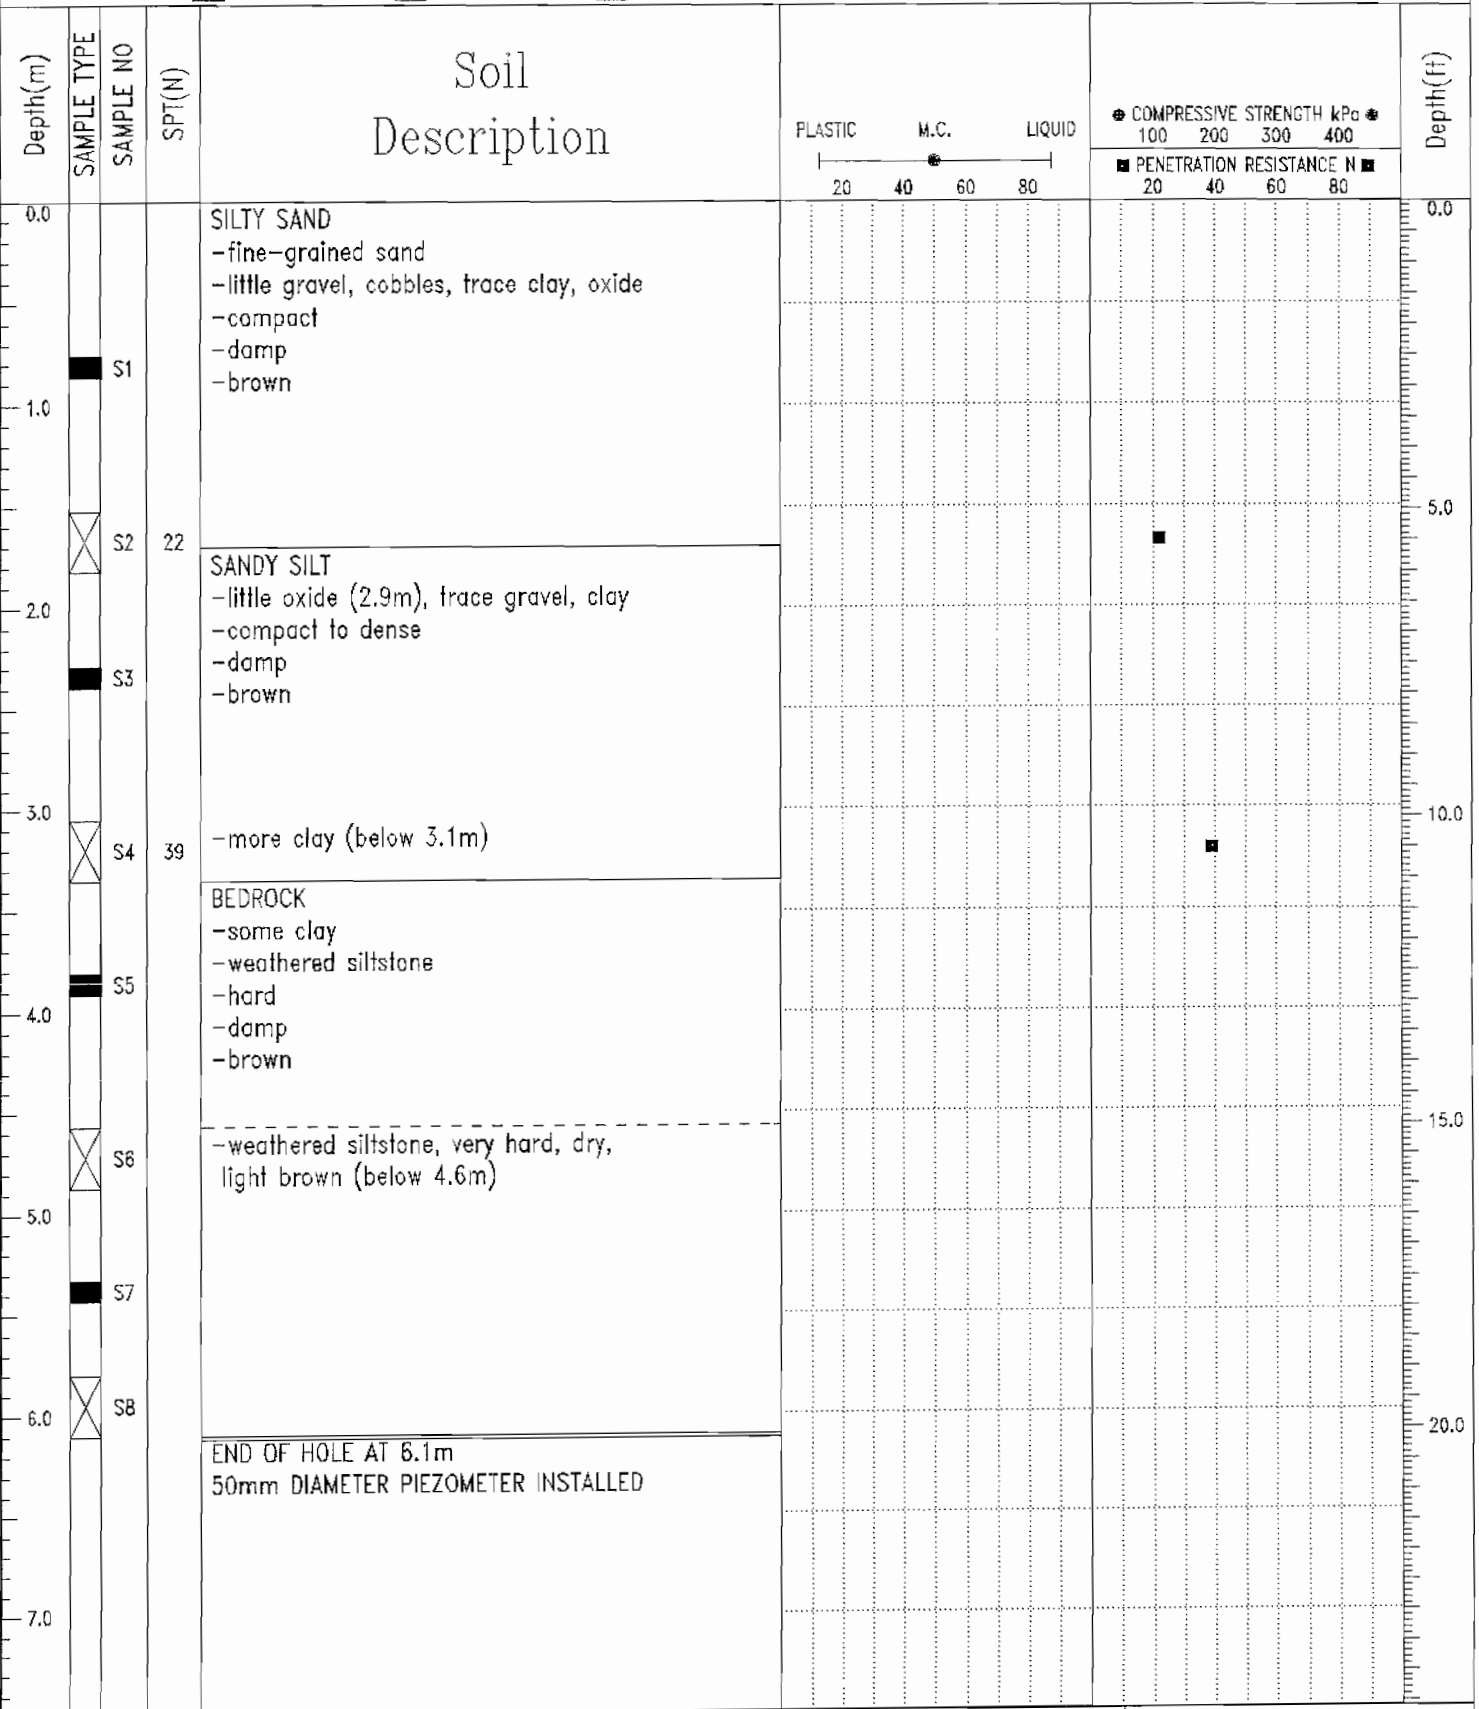 Depth(m)
SAMPLE TYPE
SAMPLE NO
SPT(N)
Soil
Description
PLASTIC M.C. LIQUID
20 40 60 80
COMPRESSIVE STRENGTH kPa
100 200 300 400
PENETRATION RESISTANCE N
20 40 60 80
Depth(ft)
0.0
SILTY SAND
-fine-grained sand
-little gravel, cobbles, trace clay, oxide
-compact
-damp
-brown
S1
1.0
S2 22
SANDY SILT
-little oxide (2.9m), trace gravel, clay
-compact to dense
-damp
-brown
2.0
S3
3.0
-more clay (below 3.1m)
S4 39
BEDROCK
-some clay
-weathered siltstone
-hard
-damp
-brown
S5
4.0
-weathered siltstone, very hard, dry,
light brown (below 4.6m)
S6
5.0
S7
S8
6.0
END OF HOLE AT 6.1m
50mm DIAMETER PIEZOMETER INSTALLED
7.0
0.0
5.0
10.0
15.0
20.0